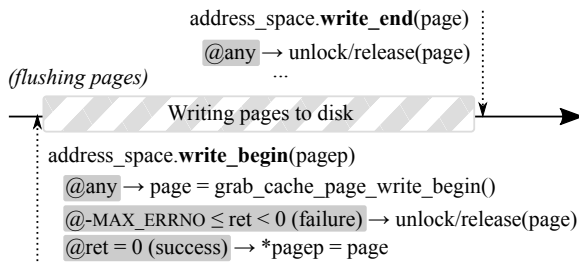 address_space.write_end(page)
@any → unlock/release(page)
...
(flushing pages)
Writing pages to disk
address_space.write_begin(pagep)
@any → page = grab_cache_page_write_begin()
@-MAX_ERRNO ≤ ret < 0 (failure) → unlock/release(page)
@ret = 0 (success) → *pagep = page